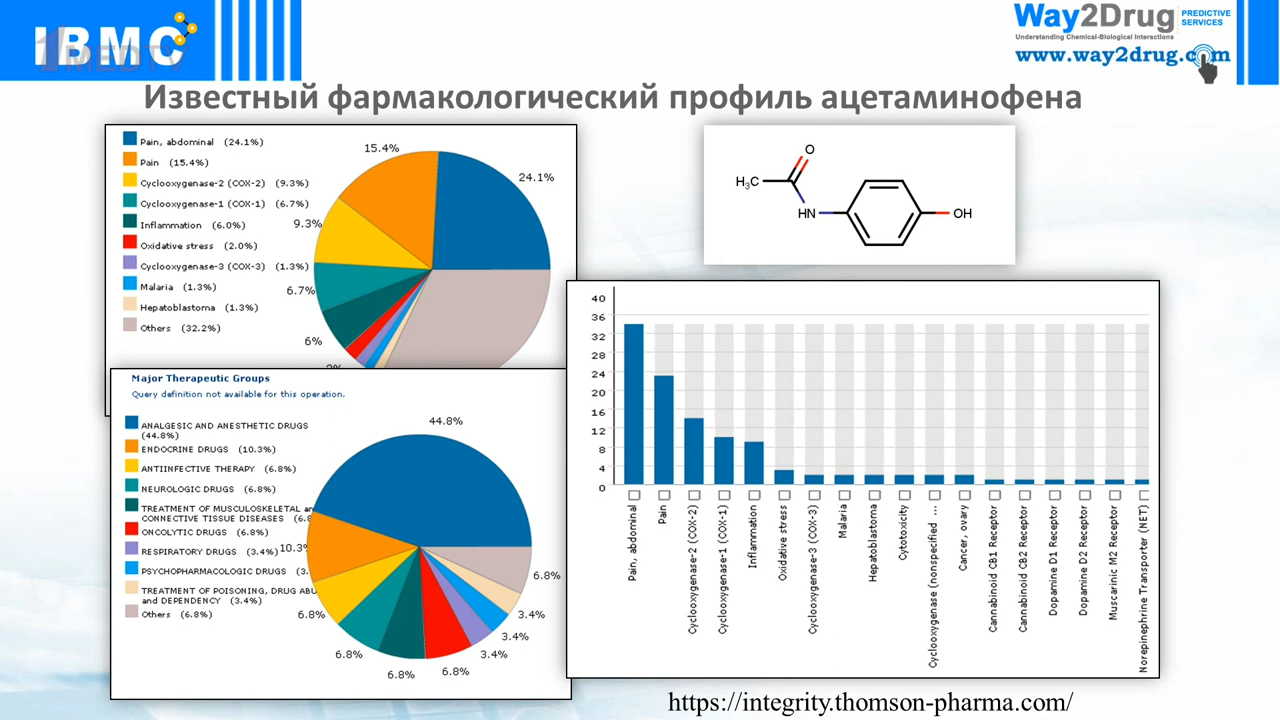 IBMC
1MEDTV
Way2Drug PREDICTIVE SERVICES
Understanding Chemical-Biological Interactions
www.way2drug.com
Известный фармакологический профиль ацетаминофена
Pain, abdominal (24.1%)
Pain (15.4%)
Cyclooxygenase-2 (COX-2) (9.3%)
Cyclooxygenase-1 (COX-1) (6.7%)
Inflammation (6.0%)
Oxidative stress (2.0%)
Cyclooxygenase-3 (COX-3) (1.3%)
Malaria (1.3%)
Hepatoblastoma (1.3%)
Others (32.2%)
15.4%
24.1%
9.3%
6.7%
6%
O
H3C
HN
OH
Major Therapeutic Groups
Query definition not available for this operation.
ANALGESIC AND ANESTHETIC DRUGS
(44.8%)
ENDOCRINE DRUGS (10.3%)
ANTIINFECTIVE THERAPY (6.8%)
NEUROLOGIC DRUGS (6.8%)
TREATMENT OF MUSCULOSKELETAL an
CONNECTIVE TISSUE DISEASES (6.8
ONCOLYTIC DRUGS (6.8%)
RESPIRATORY DRUGS (3.4%)
PSYCHOPHARMACOLOGIC DRUGS (3.
TREATMENT OF POISONING, DRUG ABU
and DEPENDENCY (3.4%)
Others (6.8%)
44.8%
10.3%
6.8%
6.8%
6.8%
6.8%
3.4%
3.4%
3.4%
6.8%
40
36
32
28
24
20
16
12
8
4
0
Pain, abdominal
Pain
Cyclooxygenase-2 (COX-2)
Cyclooxygenase-1 (COX-1)
Inflammation
Oxidative stress
Cyclooxygenase-3 (COX-3)
Malaria
Hepatoblastoma
Cytotoxicity
Cyclooxygenase (nonspecified ...
Cancer, ovary
Cannabinoid CB1 Receptor
Cannabinoid CB2 Receptor
Dopamine D1 Receptor
Dopamine D2 Receptor
Muscarinic M2 Receptor
Norepinephrine Transporter (NET)
https://integrity.thomson-pharma.com/